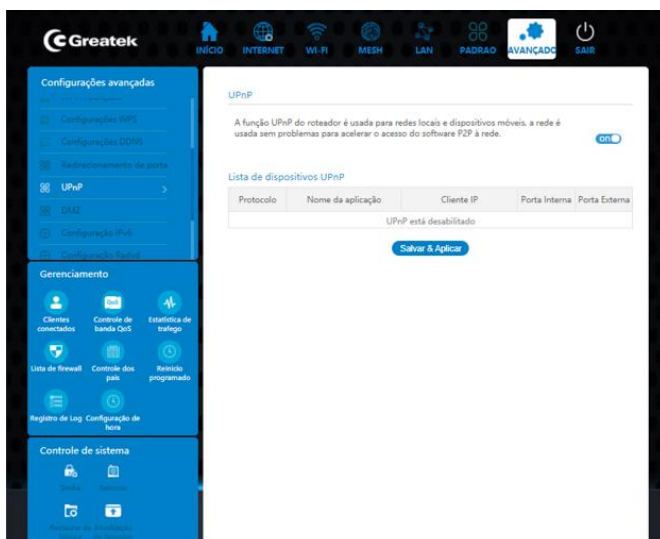 Greatek
INÍCIO
INTERNET
WI-FI
MESH
LAN
PADRAO
AVANÇADO
SAIR
Configurações avançadas
Configurações WPS
Configurações DDNS
Redirecionamento de porta
UPnP
DMZ
Configuração IPv6
Configuração Radvd
Gerenciamento
Clientes conectados
QoS
Controle de banda QoS
Estatística de trafego
Lista de firewall
Controle dos pais
Reinicio programado
Registro de Log
Configuração de hora
Controle de sistema
Senha
UPnP
A função UPnP do roteador é usada para redes locais e dispositivos móveis. a rede é
usada sem problemas para acelerar o acesso do software P2P à rede.
on
Lista de dispositivos UPnP
Protocolo Nome da aplicação Cliente IP Porta Interna Porta Externa
UPnP está desabilitado
Salvar & Aplicar